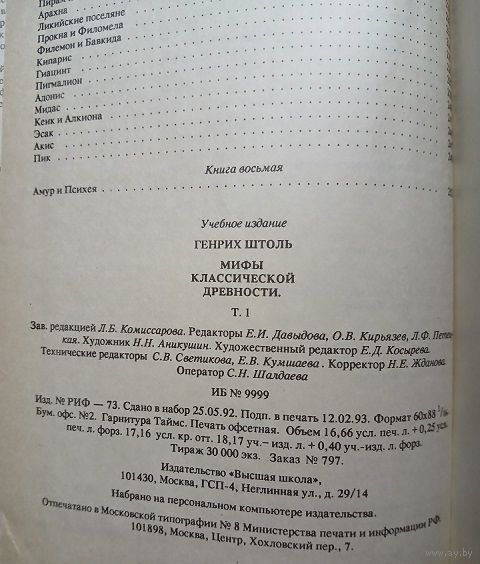 Арахна
Ликийские поселяне
Прокна и Филомела
Филемон и Бавкида
Кипарис
Гиацинт
Пигмалион
Адонис
Мидас
Кеик и Алкиона
Эсак
Акис
Пик
Книга восьмая
Амур и Психея
Учебное издание
ГЕНРИХ ШТОЛЬ
МИФЫ
КЛАССИЧЕСКОЙ
ДРЕВНОСТИ.
Т. 1
Зав. редакцией Л.Б. Комиссарова. Редакторы Е.И. Давыдова, О.В. Кирьязев, Л.Ф.
кая. Художник Н.Н. Аникушин. Художественный редактор Е.Д. Косырева.
Технические редакторы С.В. Светикова, Е.В. Кумшаева. Корректор Н.Е. Жданова.
Оператор С.Н. Шалдаева
ИБ № 9999
Изд. № РИФ — 73. Сдано в набор 25.05.92. Подп. в печать 12.02.93. Формат 60x88
Бум. офс. №2. Гарнитура Таймс. Печать офсетная. Объем 16,66 усл. печ. л. + 0,25 усл.
печ. л. форз. 17,16 усл. кр. отт. 18,17 уч.— изд. л. + 0,40 уч.-изд. л. форз.
Тираж 30 000 экз. Заказ № 797.
Издательство «Высшая школа»,
101430, Москва, ГСП-4, Неглинная ул., д. 29/14
Набрано на персональном компьютере издательства.
Отпечатано в Московской типографии № 8 Министерства печати и информации РФ.
101898, Москва, Центр, Хохловский пер., 7.
www.ay.by